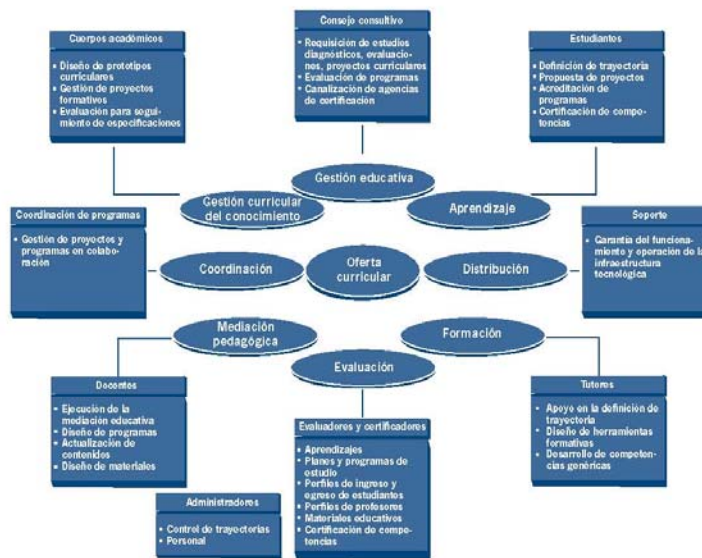 Cuerpos académicos
• Diseño de prototipos
curriculares
• Gestión de proyectos
formativos
• Evaluación para segui-
miento de especificaciones
Consejo consultivo
• Requisición de estudios
diagnósticos, evaluacio-
nes, proyectos curriculares
• Evaluación de programas
• Canalización de agencias
de certificación
Estudiantes
• Definición de trayectoria
• Propuesta de proyectos
• Acreditación de
programas
• Certificación de compe-
tencias
Gestión educativa
Gestión curricular
del conocimiento
Aprendizaje
Coordinación de programas
• Gestión de proyectos y
programas en colabo-
ración
Coordinación
Oferta
curricular
Distribución
Soporte
• Garantía del funciona-
miento y operación de la
infraestructura
tecnológica
Mediación
pedagógica
Formación
Evaluación
Docentes
• Ejecución de la
mediación educativa
• Diseño de programas
• Actualización de
contenidos
• Diseño de materiales
Evaluadores y certificadores
• Aprendizajes
• Planes y programas de
estudio
• Perfiles de ingreso y
egreso de estudiantes
• Perfiles de profesores
• Materiales educativos
• Certificación de compe-
tencias
Tutores
• Apoyo en la definición de
trayectoria
• Diseño de herramientas
formativas
• Desarrollo de competen-
cias genéricas
Administradores
• Control de trayectorias
• Personal